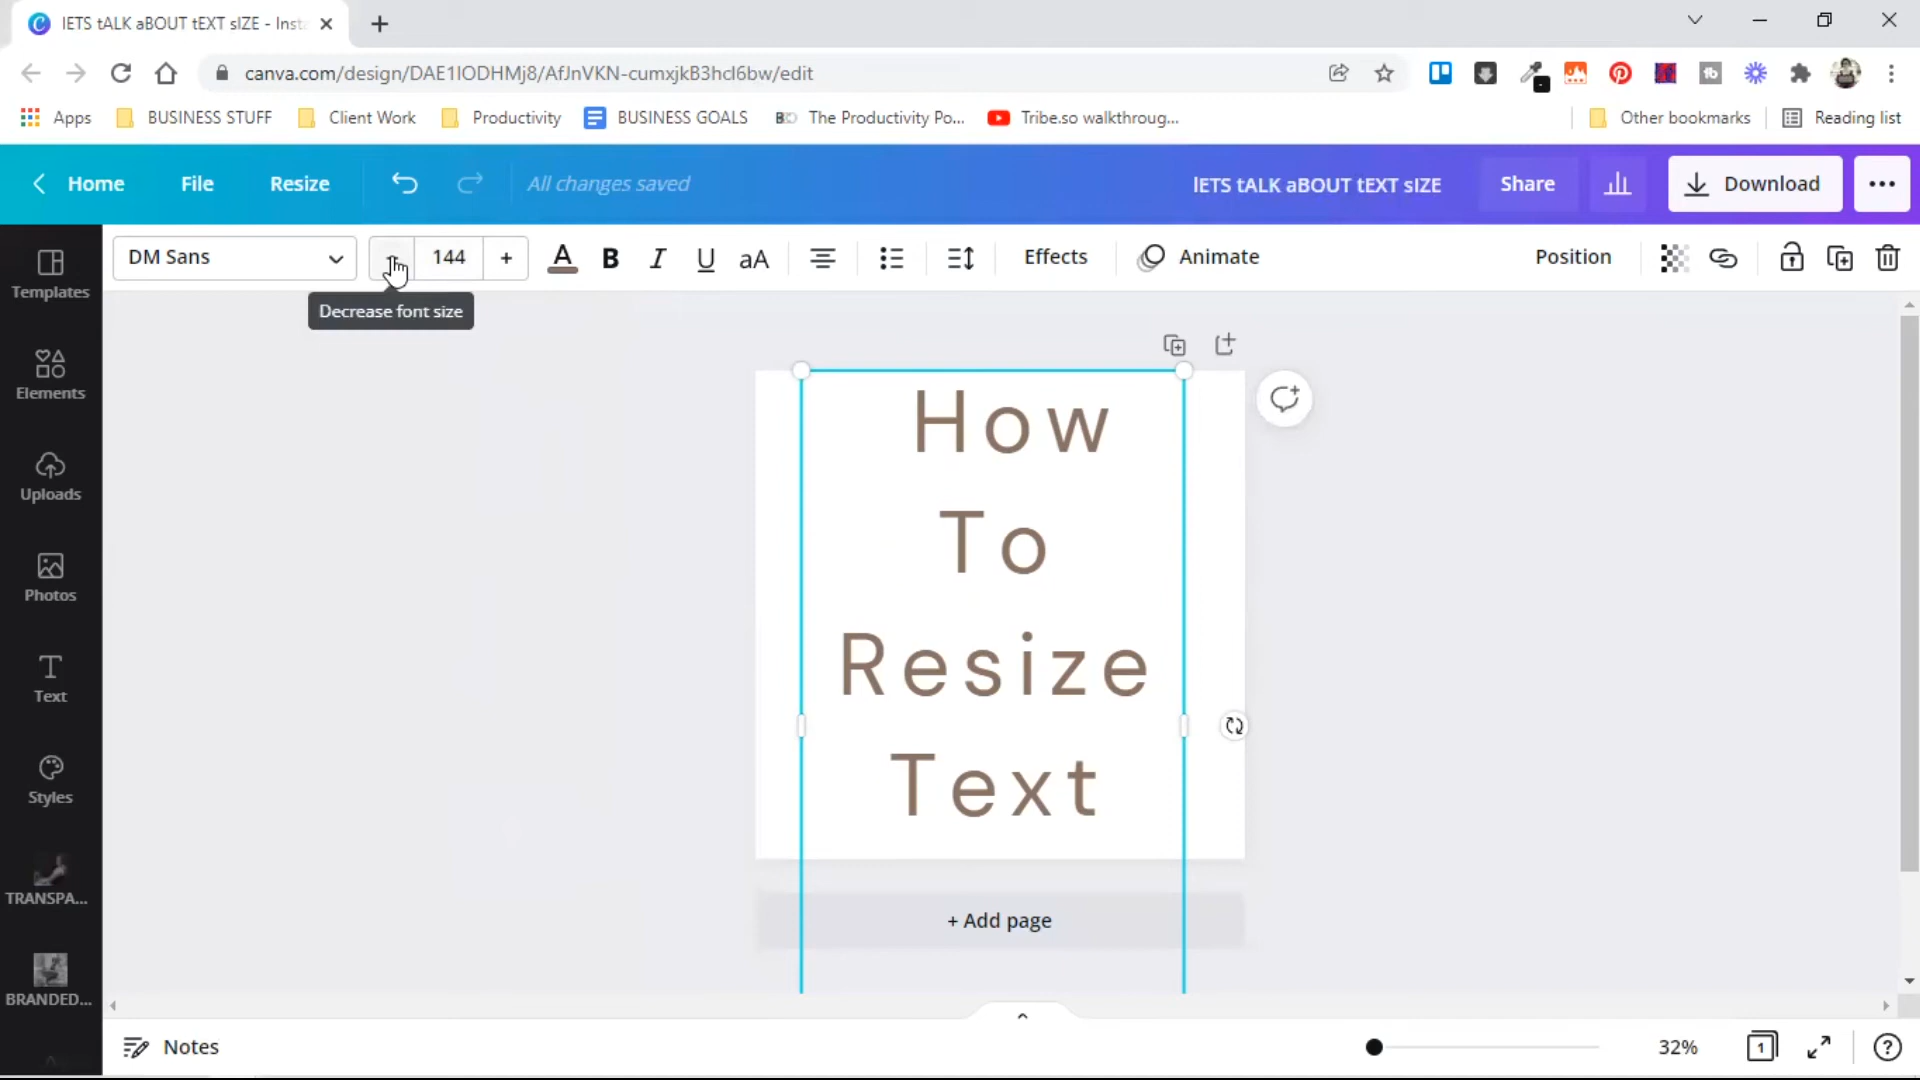 lETS tALK aBOUT tEXT sIZE - Insta
canva.com/design/DAE1IODHMj8/AfJnVKN-cumxjkB3hcl6bw/edit
Apps BUSINESS STUFF Client Work Productivity BUSINESS GOALS The Productivity Po... Tribe.so walkthroug... Other bookmarks Reading list
Home File Resize All changes saved lETS tALK aBOUT tEXT sIZE Share Download
DM Sans - 144 + A B I U aA Effects Animate Position
Decrease font size
Templates
Elements
Uploads
Photos
Text
Styles
TRANSPA...
BRANDED...
How
To
Resize
Text
+ Add page
Notes 32% 1 ?